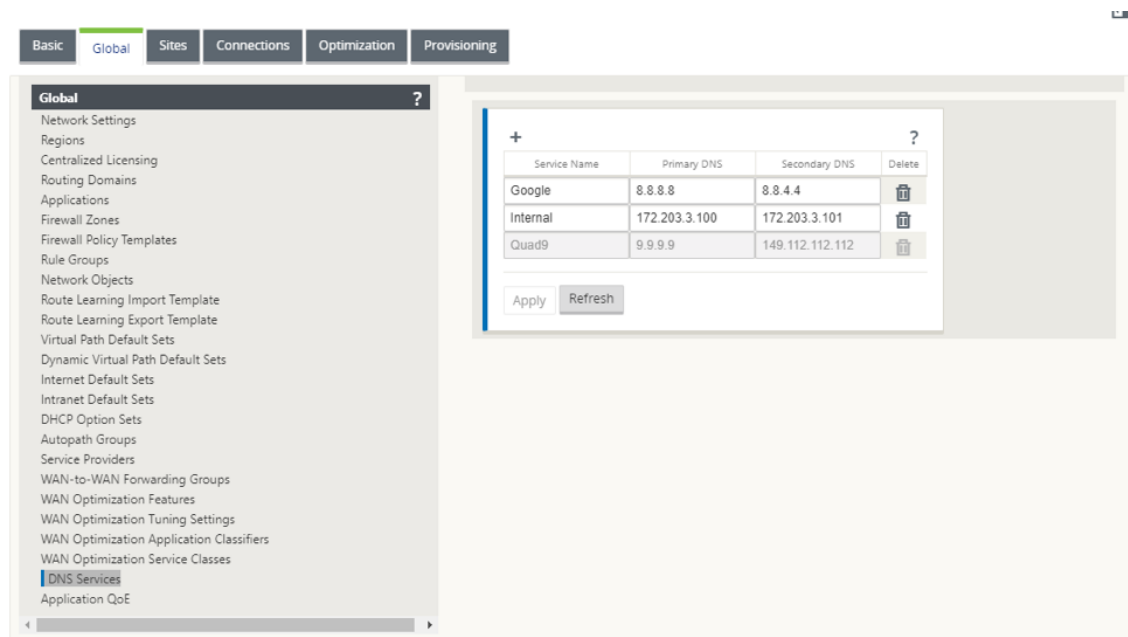 Basic Global Sites Connections Optimization Provisioning
Global ?
Network Settings
Regions
Centralized Licensing
Routing Domains
Applications
Firewall Zones
Firewall Policy Templates
Rule Groups
Network Objects
Route Learning Import Template
Route Learning Export Template
Virtual Path Default Sets
Dynamic Virtual Path Default Sets
Internet Default Sets
Intranet Default Sets
DHCP Option Sets
Autopath Groups
Service Providers
WAN-to-WAN Forwarding Groups
WAN Optimization Features
WAN Optimization Tuning Settings
WAN Optimization Application Classifiers
WAN Optimization Service Classes
DNS Services
Application QoE
+ ?
Service Name Primary DNS Secondary DNS Delete
Google 8.8.8.8 8.8.4.4
Internal 172.203.3.100 172.203.3.101
Quad9 9.9.9.9 149.112.112.112
Apply Refresh